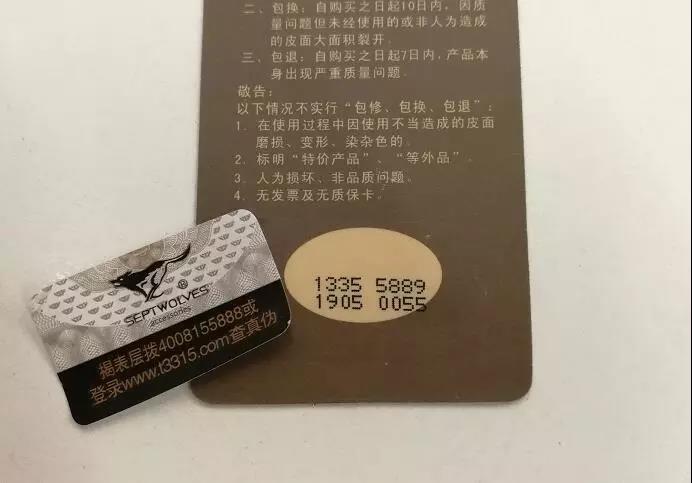 二、包换：自购买之日起10日内，因质
量问题但未经使用的或非人为造成
的皮面大面积裂开。
三、包退：自购买之日起7日内，产品本
身出现严重质量问题。
敬告：
以下情况不实行“包修、包换、包退”：
1. 在使用过程中因使用不当造成的皮面
磨损、变形、染杂色的。
2. 标明“特价产品”、“等外品”。
3. 人为损坏、非品质问题。
4. 无发票及无质保卡。
1335 5889
1905 0055
®
SEPTWOLVES
accessories
揭表层拨4008155888或
登录www.t3315.com查真伪